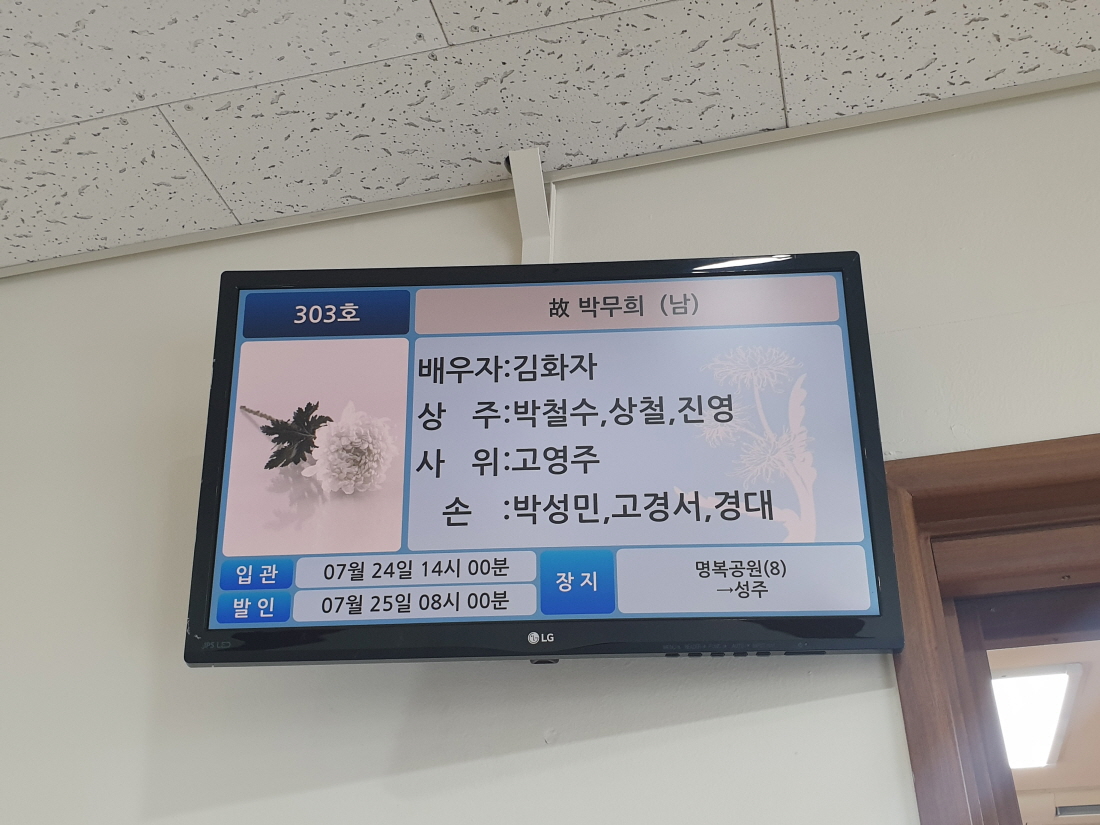 303호
故 박무희 (남)
배우자:김화자
상 주:박철수,상철,진영
사 위:고영주
손 :박성민,고경서,경대
입 관 07월 24일 14시 00분
발 인 07월 25일 08시 00분
장 지
명복공원(8)
→성주
LG
IPS LED